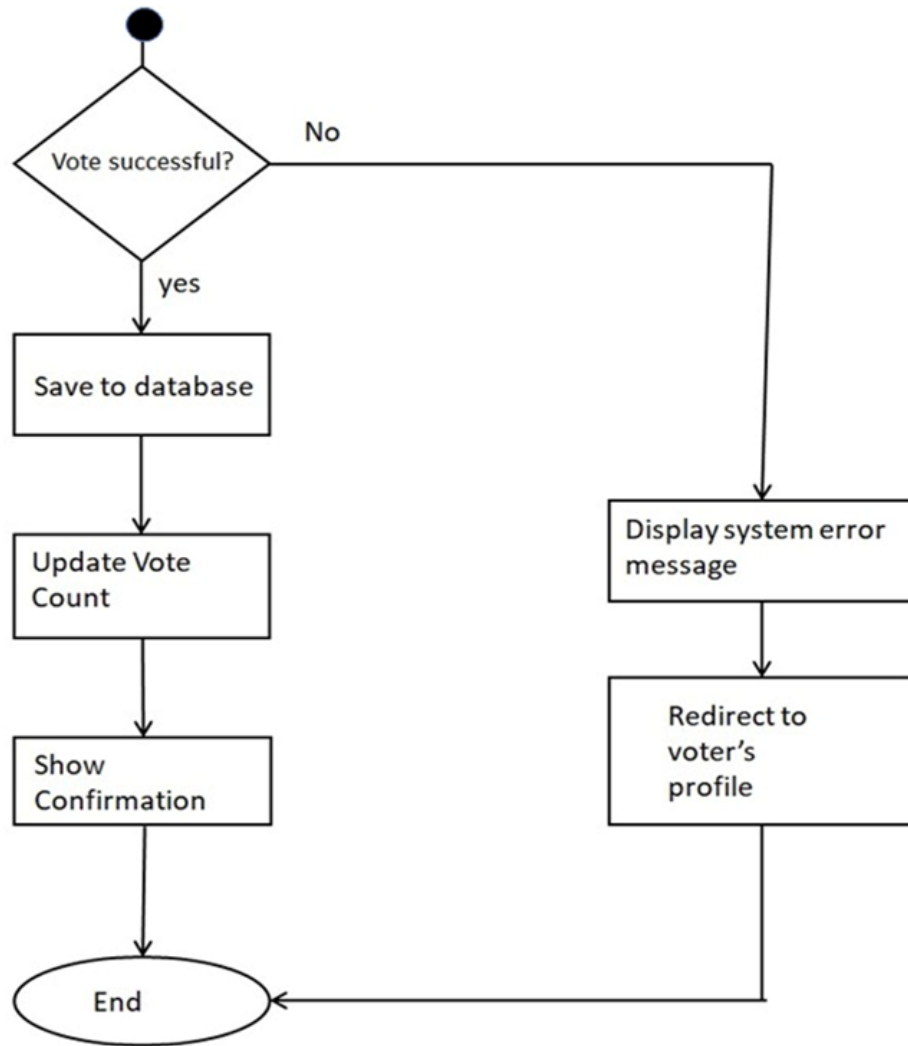 No
Vote successful?
yes
Save to database
Update Vote
Count
Show
Confirmation
End
Display system error
message
Redirect to
voter’s
profile